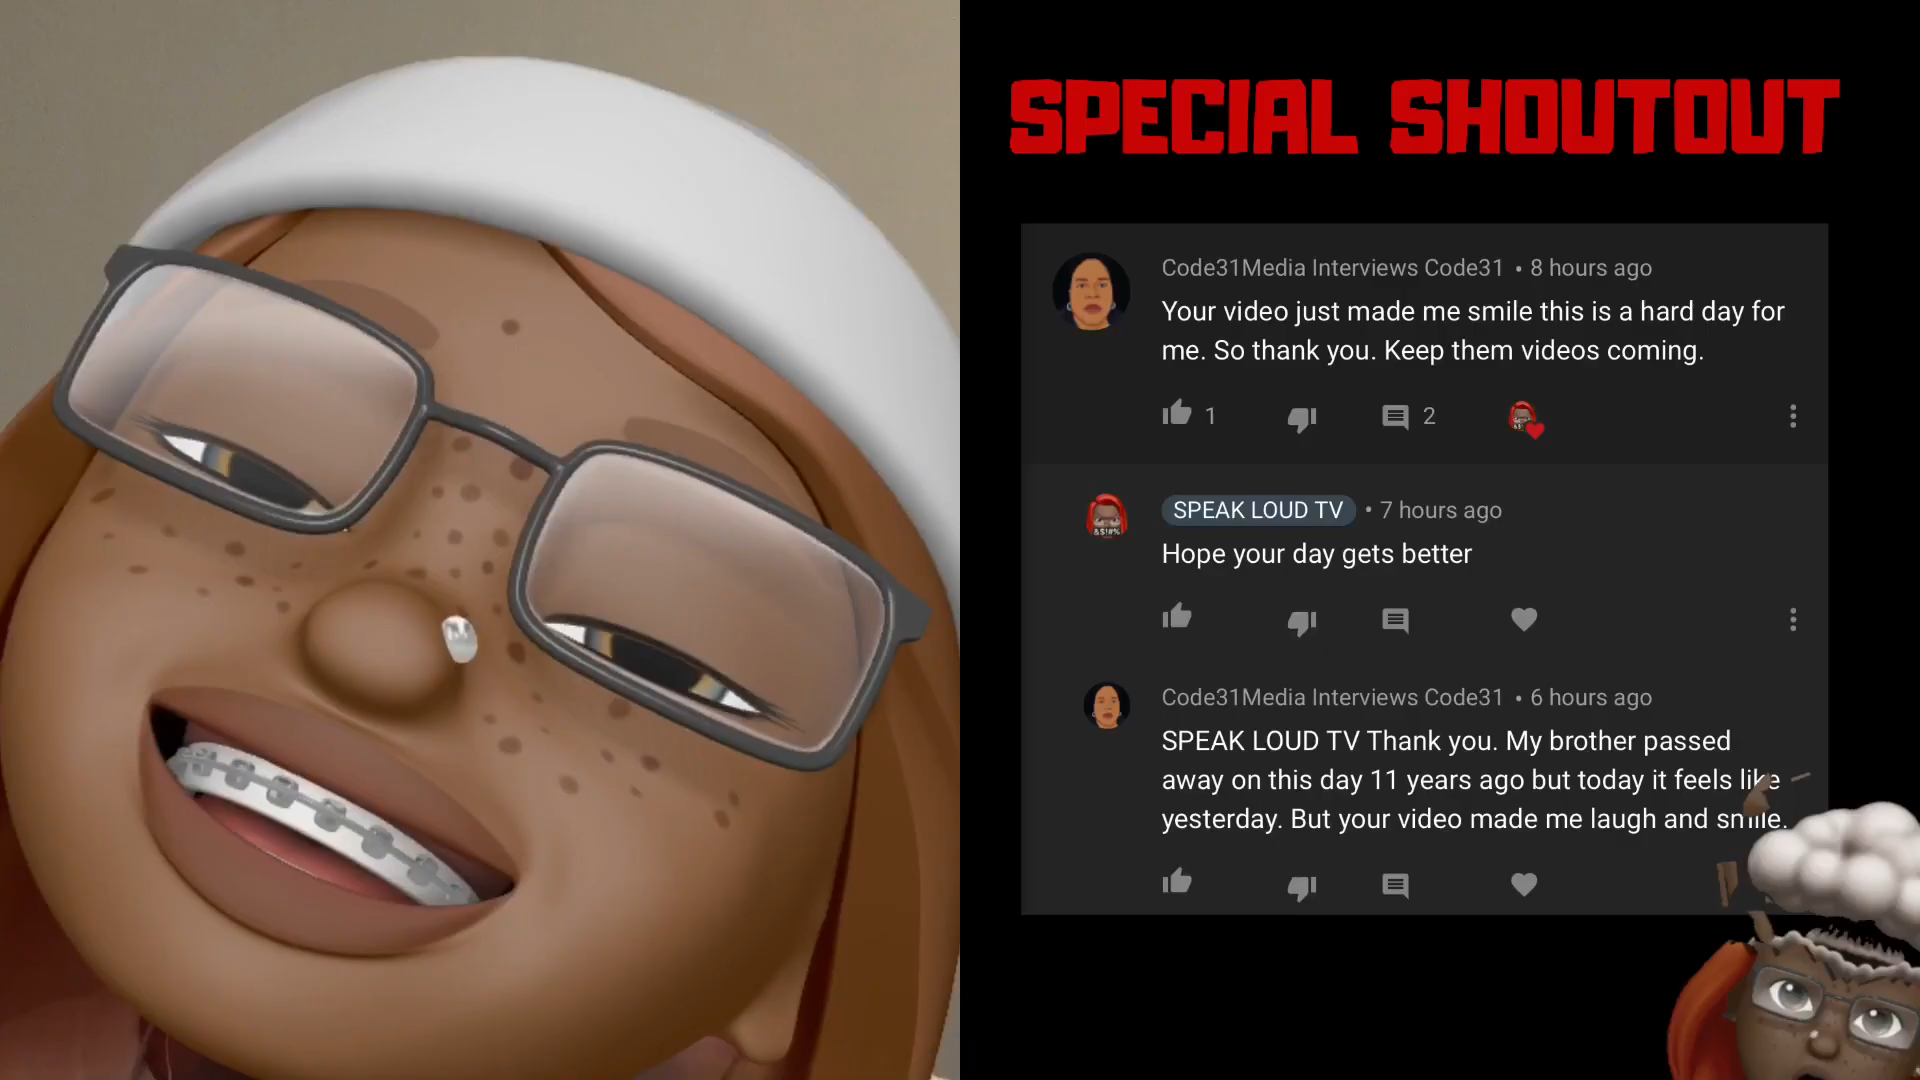 SPECIAL SHOUTOUT
Code31Media Interviews Code31 • 8 hours ago
Your video just made me smile this is a hard day for
me. So thank you. Keep them videos coming.
1
2
SPEAK LOUD TV • 7 hours ago
Hope your day gets better
Code31Media Interviews Code31 • 6 hours ago
SPEAK LOUD TV Thank you. My brother passed
away on this day 11 years ago but today it feels like
yesterday. But your video made me laugh and smile.